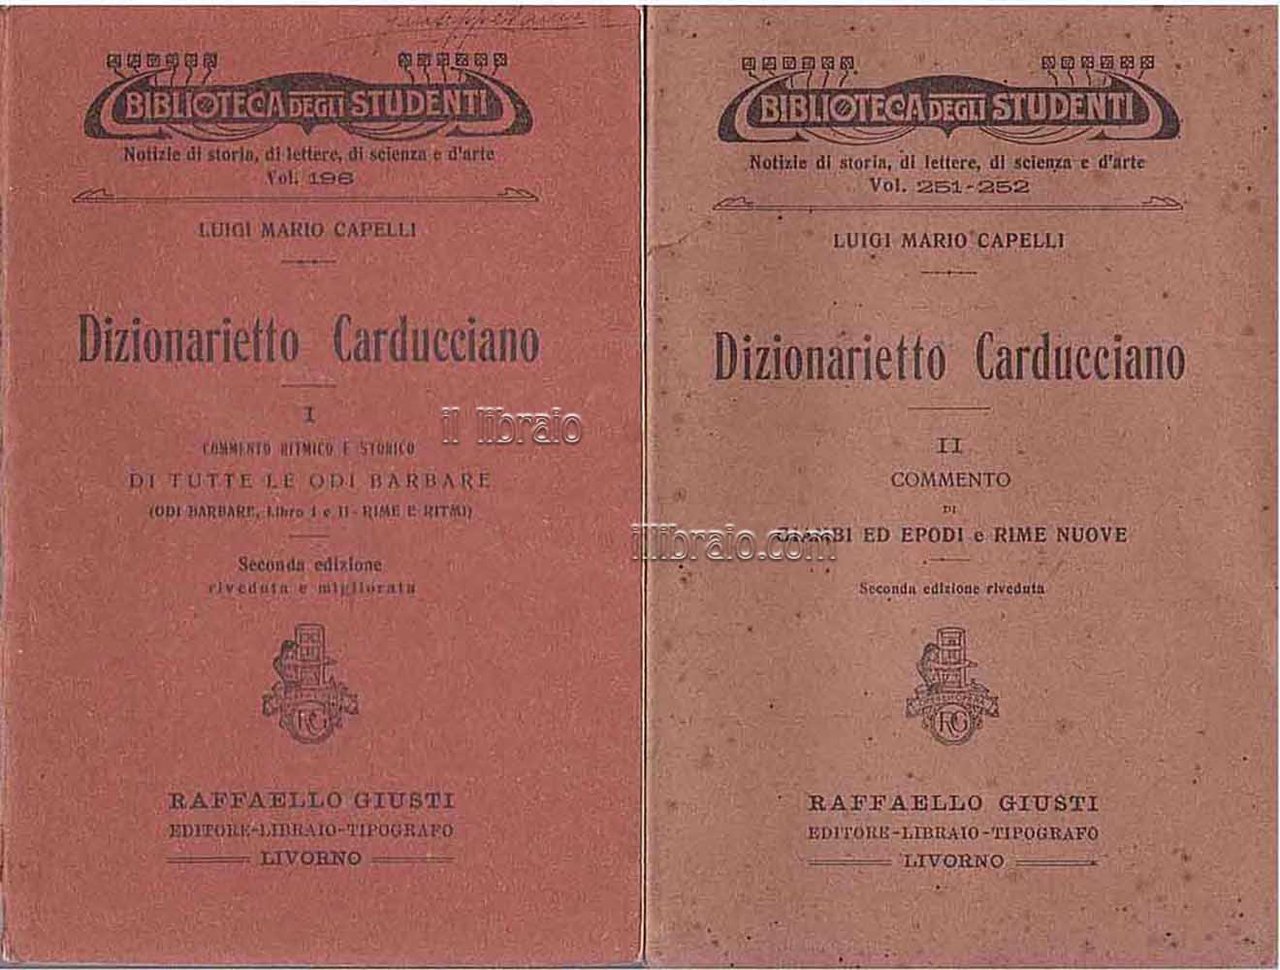 BIBLIOTECA DEGLI STUDENTI
Notizie di storia, di lettere, di scienza e d'arte
Vol. 196
LUIGI MARIO CAPELLI
Dizionarietto Carducciano
I
COMMENTO RITMICO E STORICO
DI TUTTE LE ODI BARBARE
(ODI BARBARE, Libro I e II - RIME E RITMI)
Seconda edizione
riveduta e migliorata
RG
RAFFAELLO GIUSTI
EDITORE-LIBRAIO-TIPOGRAFO
LIVORNO
il libraio
BIBLIOTECA DEGLI STUDENTI
Notizie di storia, di lettere, di scienza e d'arte
Vol. 251-252
LUIGI MARIO CAPELLI
Dizionarietto Carducciano
II
COMMENTO
DI
GIAMBI ED EPODI e RIME NUOVE
Seconda edizione riveduta
RG
RAFFAELLO GIUSTI
EDITORE-LIBRAIO-TIPOGRAFO
LIVORNO
illibraio.com